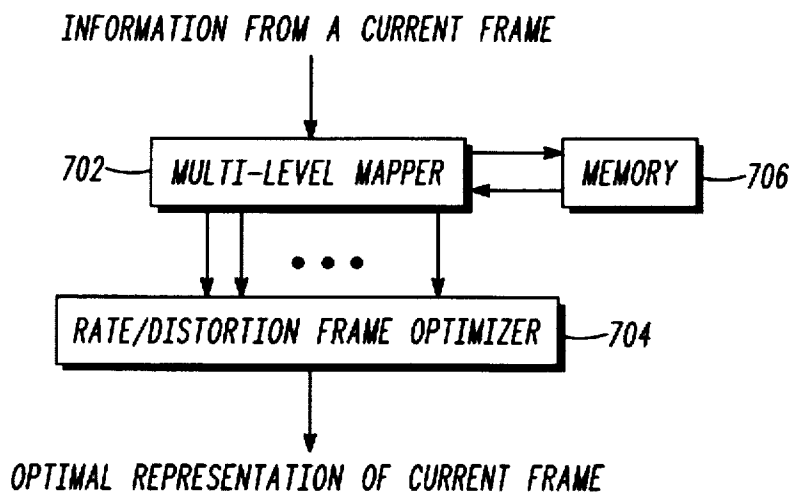 INFORMATION FROM A CURRENT FRAME
702
MULTI-LEVEL MAPPER
MEMORY
706
RATE/DISTORTION FRAME OPTIMIZER
704
OPTIMAL REPRESENTATION OF CURRENT FRAME